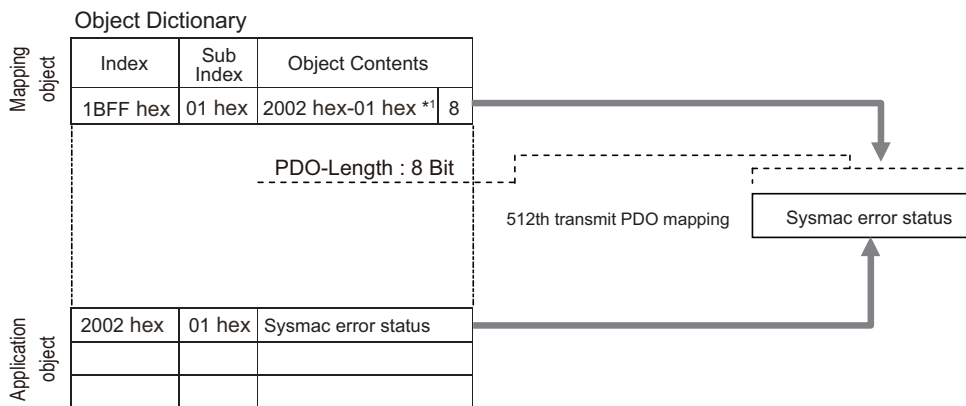 Object Dictionary
Mapping object
Index
Sub Index
Object Contents
1BFF hex
01 hex
2002 hex-01 hex *1
8
PDO-Length : 8 Bit
512th transmit PDO mapping
Sysmac error status
Application object
2002 hex
01 hex
Sysmac error status